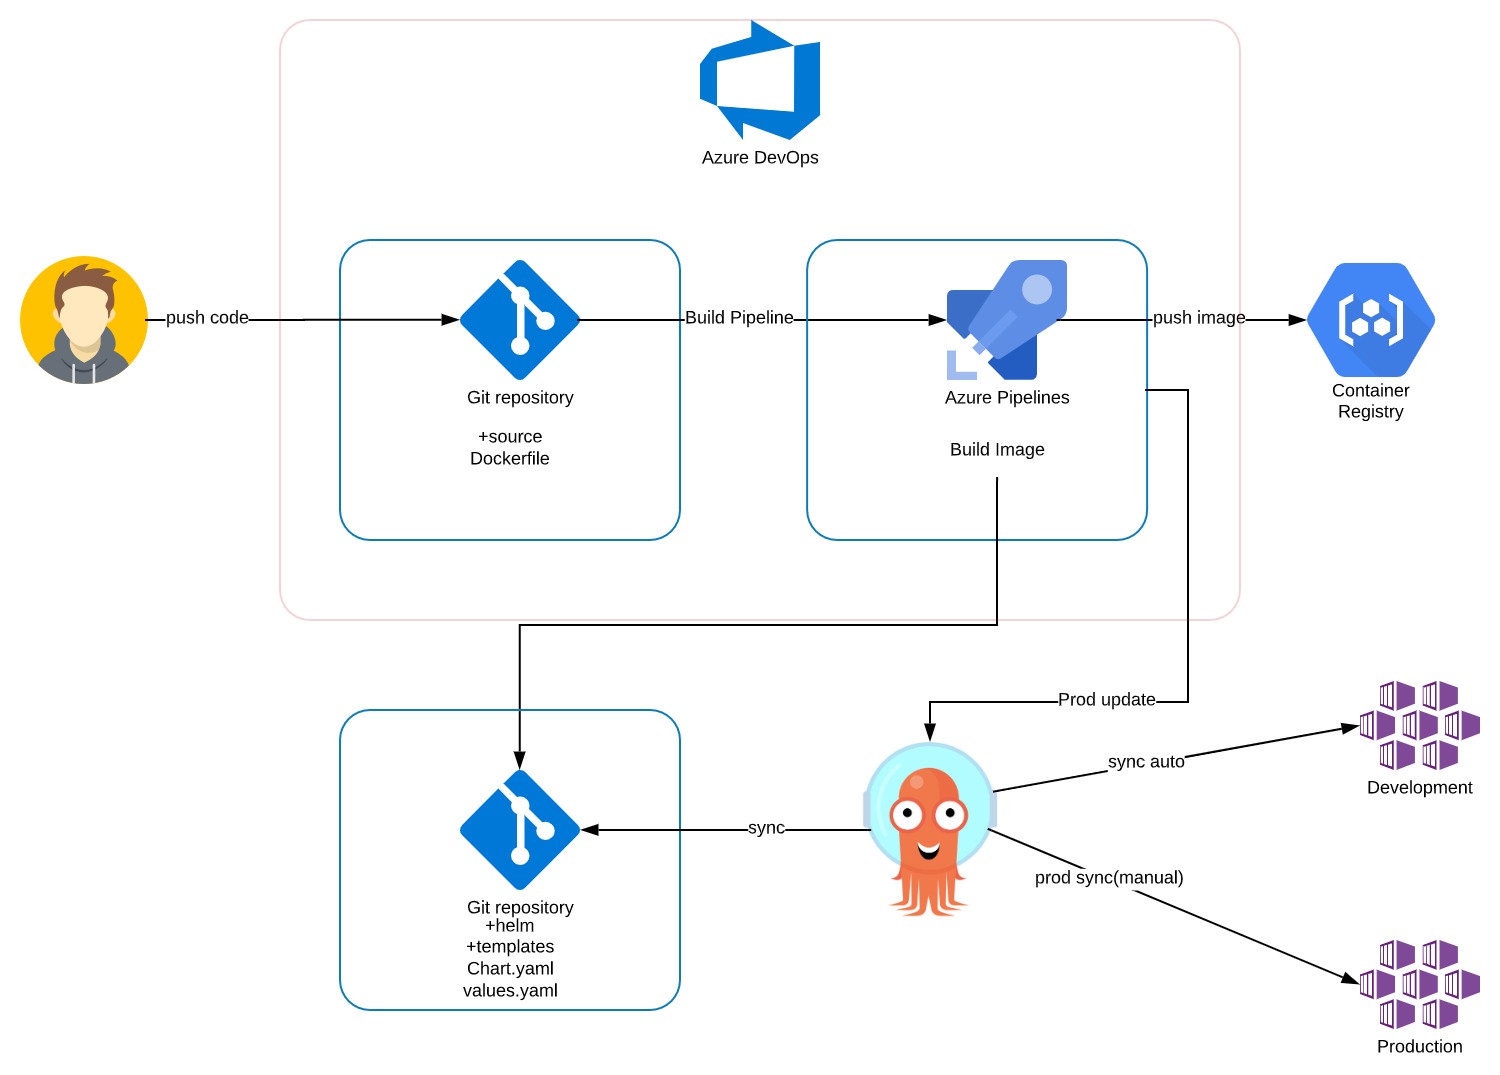 Azure DevOps
push code
Build Pipeline
push image
Git repository
+source
Dockerfile
Azure Pipelines
Build Image
Container
Registry
Prod update
sync auto
Development
sync
prod sync(manual)
Git repository
+helm
+templates
Chart.yaml
values.yaml
Production